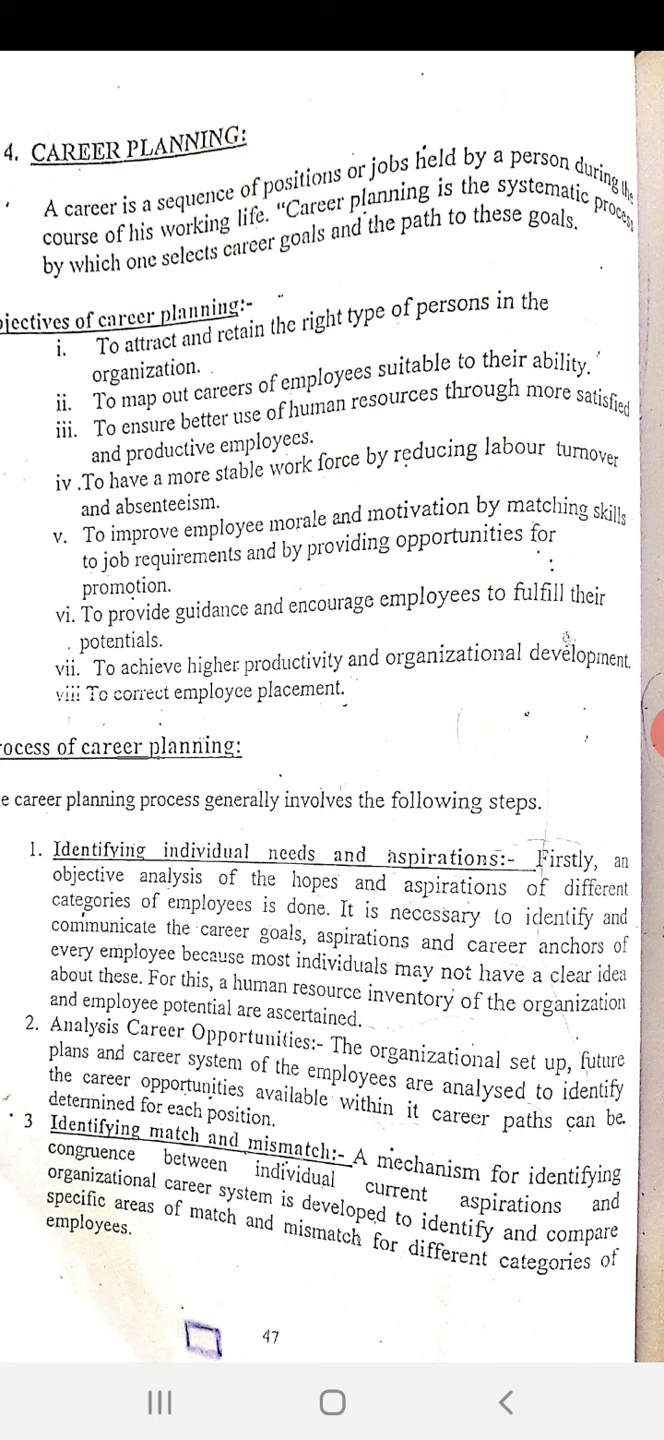 4. CAREER PLANNING:
A career is a sequence of positions or jobs held by a person during the
course of his working life. "Career planning is the systematic process
by which one selects career goals and the path to these goals.
jectives of career planning:-
i. To attract and retain the right type of persons in the
organization.
ii. To map out careers of employees suitable to their ability.
iii. To ensure better use of human resources through more satisfied
and productive employees.
iv .To have a more stable work force by reducing labour turnover
and absenteeism.
v. To improve employee morale and motivation by matching skills
to job requirements and by providing opportunities for
promotion.
vi. To provide guidance and encourage employees to fulfill their
potentials.
vii. To achieve higher productivity and organizational development.
viii To correct employee placement.
ocess of career planning:
e career planning process generally involves the following steps.
1. Identifying individual needs and aspirations:- Firstly, an
objective analysis of the hopes and aspirations of different
categories of employees is done. It is necessary to identify and
communicate the career goals, aspirations and career anchors of
every employee because most individuals may not have a clear idea
about these. For this, a human resource inventory of the organization
and employee potential are ascertained.
2. Analysis Career Opportunities:- The organizational set up, future
plans and career system of the employees are analysed to identify
the career opportunities available within it career paths can be
determined for each position.
3 Identifying match and mismatch:- A mechanism for identifying
congruence between individual current aspirations and
organizational career system is developed to identify and compare
specific areas of match and mismatch for different categories of
employees.
47